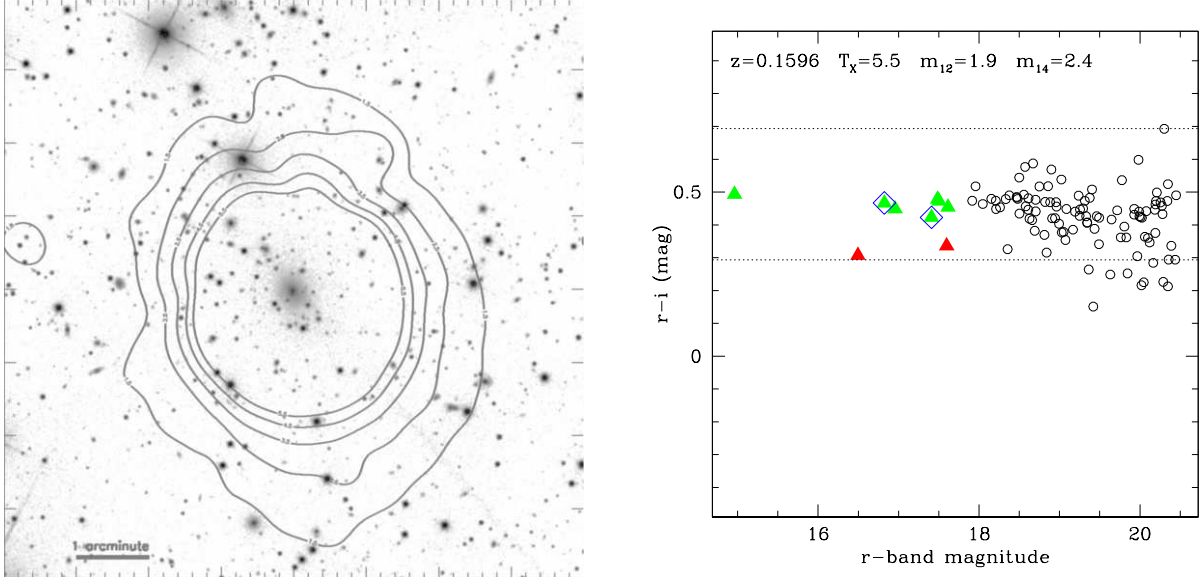 1 arcminute
z=0.1596 T_X=5.5 m_12=1.9 m_14=2.4
0.5
0
r-i (mag)
16
18
20
r-band magnitude